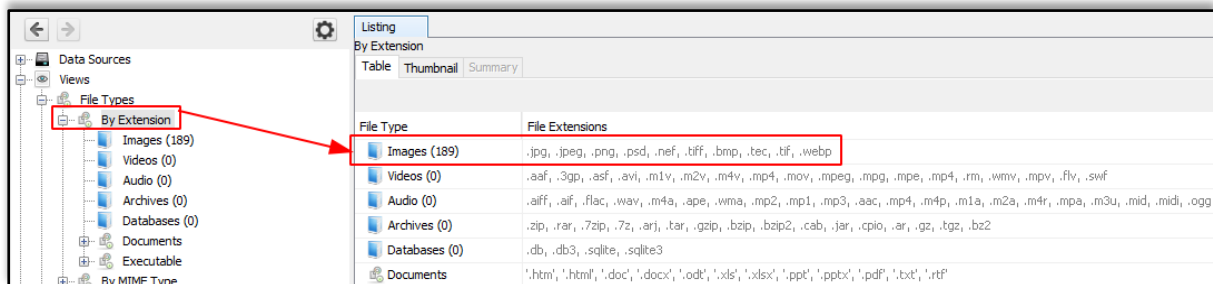 Listing
By Extension
Table Thumbnail Summary
Data Sources
Views
File Types
By Extension
Images (189)
Videos (0)
Audio (0)
Archives (0)
Databases (0)
Documents
Executable
By MIME Type
File Type File Extensions
Images (189) .jpg, .jpeg, .png, .psd, .nef, .tiff, .bmp, .tec, .tif, .webp
Videos (0) .aaf, .3gp, .asf, .avi, .m1v, .m2v, .m4v, .mp4, .mov, .mpeg, .mpg, .mpe, .mp4, .rm, .wmv, .mpv, .flv, .swf
Audio (0) .aiff, .aif, .flac, .wav, .m4a, .ape, .wma, .mp2, .mp1, .mp3, .aac, .mp4, .m4p, .m1a, .m2a, .m4r, .mpa, .m3u, .mid, .midi, .ogg
Archives (0) .zip, .rar, .7zip, .7z, .arj, .tar, .gzip, .bzip, .bzip2, .cab, .jar, .cpio, .ar, .gz, .tgz, .bz2
Databases (0) .db, .db3, .sqlite, .sqlite3
Documents '.htm', '.html', '.doc', '.docx', '.odt', '.xls', '.xlsx', '.ppt', '.pptx', '.pdf', '.txt', '.rtf'